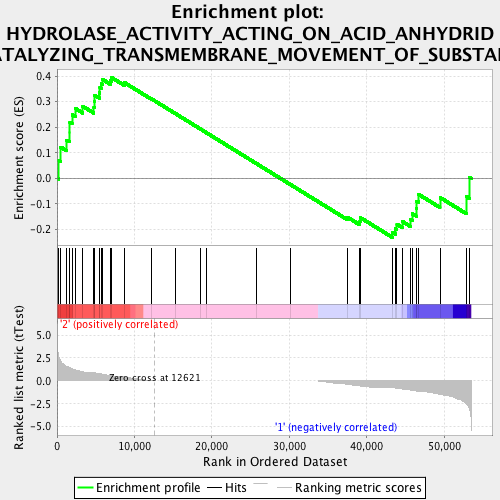 Enrichment plot:
HYDROLASE_ACTIVITY_ACTING_ON_ACID_ANHYDRID
ATALYZING_TRANSMEMBRANE_MOVEMENT_OF_SUBSTAN
Enrichment score (ES)
0.4
0.3
0.2
0.1
0.0
-0.1
-0.2
'2' (positively correlated)
Ranked list metric (tTest)
5.0
2.5
0.0
-2.5
-5.0
Zero cross at 12621
'1' (negatively correlated)
0
10,000
20,000
30,000
40,000
50,000
Rank in Ordered Dataset
Enrichment profile
Hits
Ranking metric scores